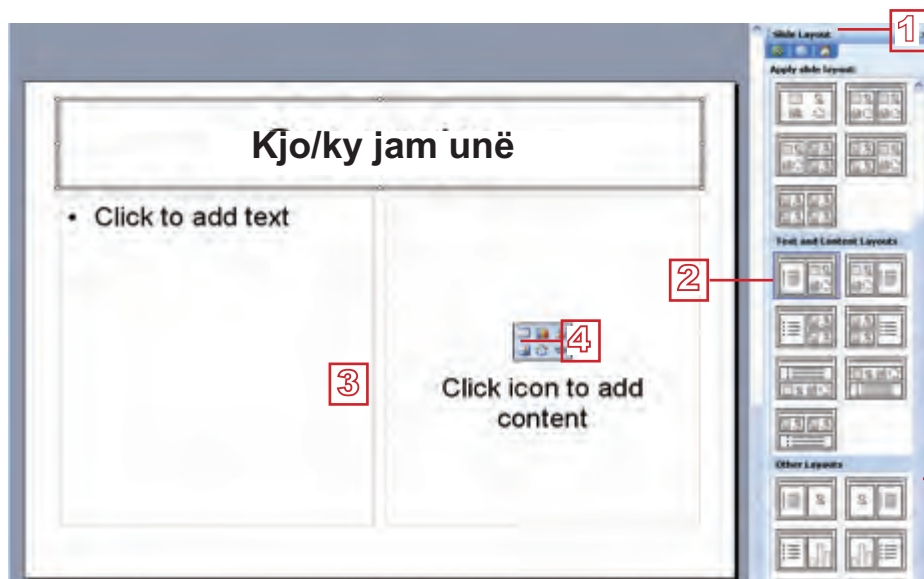 1
Slide Layout
Apply slide layout:
Kjo/ky jam unë
• Click to add text
Text and Content Layouts
2
4
3
Click icon to add
content
Other Layouts